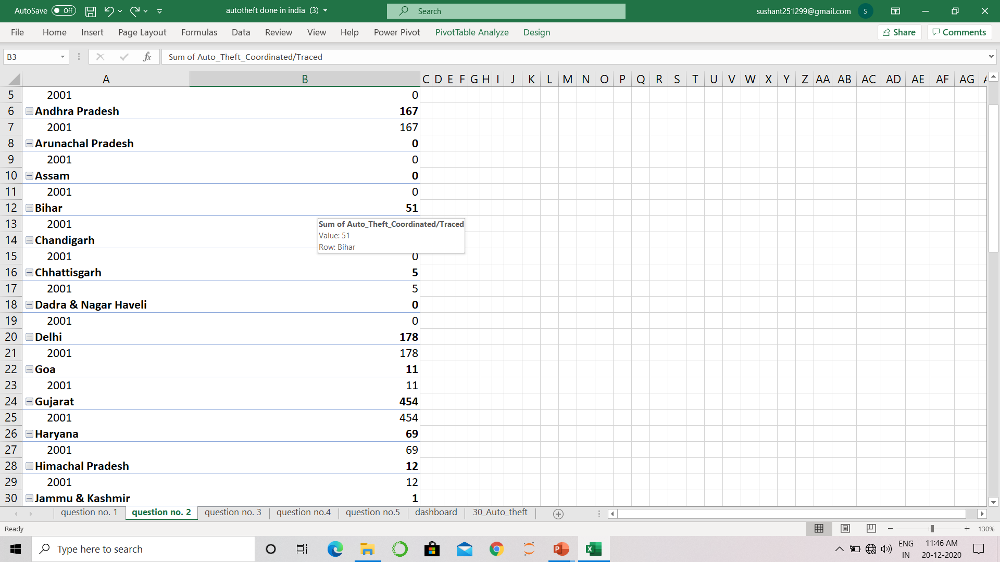 AutoSave Off autotheft done in india (3) Search sushant251299@gmail.com S
File Home Insert Page Layout Formulas Data Review View Help Power Pivot PivotTable Analyze Design Share Comments
B3 fx Sum of Auto_Theft_Coordinated/Traced
A B C D E F G H I J K L M N O P Q R S T U V W X Y Z AA AB AC AD AE AF AG
5 2001 0
6 Andhra Pradesh 167
7 2001 167
8 Arunachal Pradesh 0
9 2001 0
10 Assam 0
11 2001 0
12 Bihar 51
13 2001
Sum of Auto_Theft_Coordinated/Traced
Value: 51
Row: Bihar
14 Chandigarh
15 2001 0
16 Chhattisgarh 5
17 2001 5
18 Dadra & Nagar Haveli 0
19 2001 0
20 Delhi 178
21 2001 178
22 Goa 11
23 2001 11
24 Gujarat 454
25 2001 454
26 Haryana 69
27 2001 69
28 Himachal Pradesh 12
29 2001 12
30 Jammu & Kashmir 1
question no. 1 question no. 2 question no. 3 question no.4 question no.5 dashboard 30_Auto_theft
Ready 130%
Type here to search ENG 11:46 AM
IN 20-12-2020